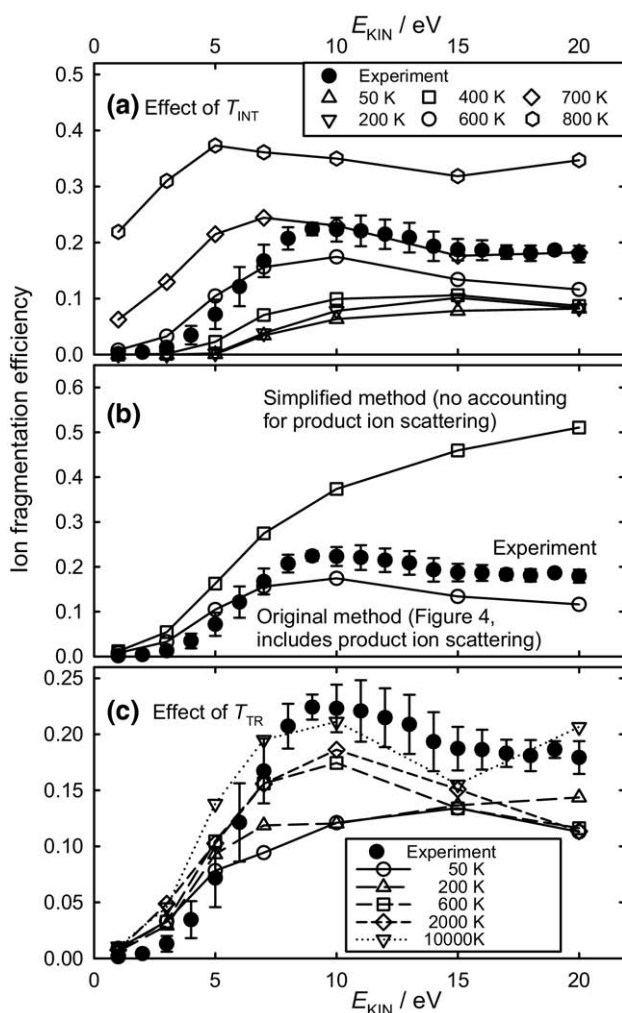 E_KIN / eV
0 5 10 15 20
Ion fragmentation efficiency
0.5
0.4
0.3
0.2
0.1
0.0
(a) Effect of T_INT
Experiment
50 K 400 K 700 K
200 K 600 K 800 K
0.6
0.5
0.4
0.3
0.2
0.1
0.0
(b)
Simplified method (no accounting
for product ion scattering)
Experiment
Original method (Figure 4,
includes product ion scattering)
0.25
0.20
0.15
0.10
0.05
0.00
(c) Effect of T_TR
Experiment
50 K
200 K
600 K
2000 K
10000K
0 5 10 15 20
E_KIN / eV